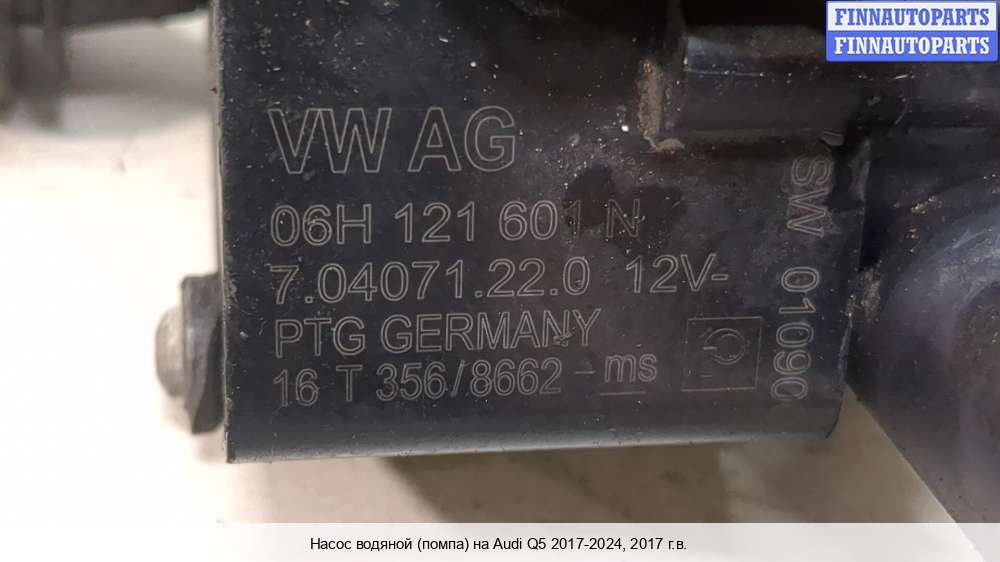 FINNAUTOPARTS
FINNAUTOPARTS
VW AG
06H 121 601 N
7.04071.22.0 12V-
PTG GERMANY
16 T 356/8662 - ms
SW 01090
Насос водяной (помпа) на Audi Q5 2017-2024, 2017 г.в.